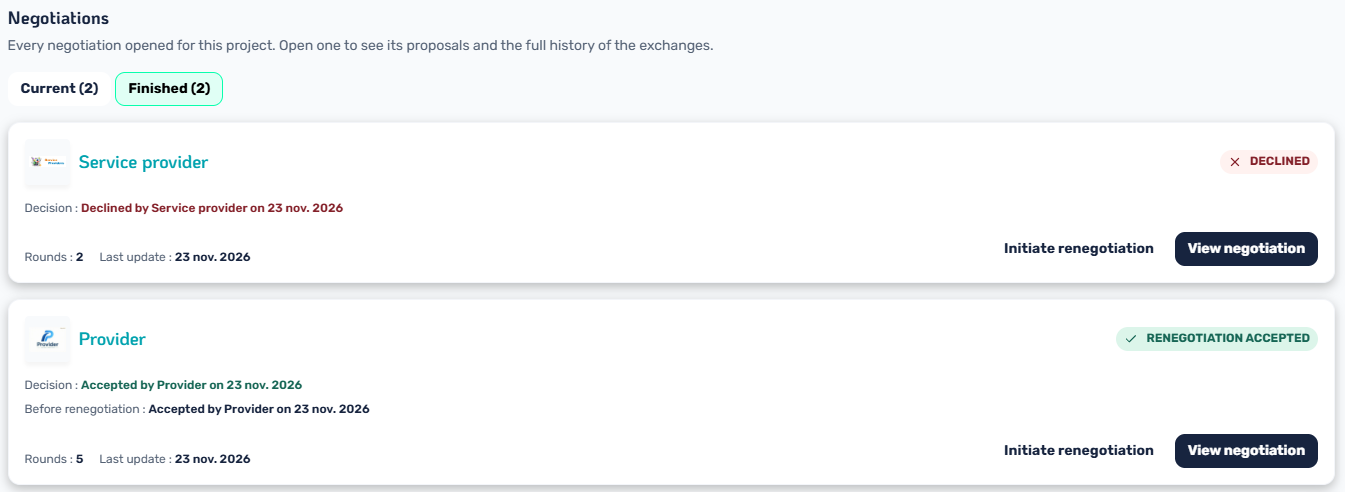 Negotiations
Every negotiation opened for this project. Open one to see its proposals and the full history of the exchanges.
Current (2) Finished (2)
Service provider
DECLINED
Decision : Declined by Service provider on 23 nov. 2026
Rounds : 2 Last update : 23 nov. 2026
Initiate renegotiation View negotiation
Provider
Provider
RENEGOTIATION ACCEPTED
Decision : Accepted by Provider on 23 nov. 2026
Before renegotiation : Accepted by Provider on 23 nov. 2026
Rounds : 5 Last update : 23 nov. 2026
Initiate renegotiation View negotiation